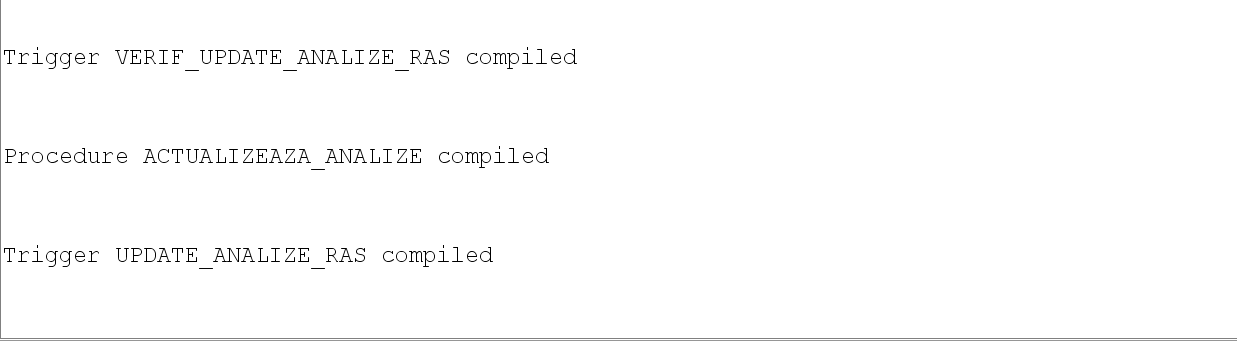 Trigger VERIF_UPDATE_ANALIZE_RAS compiled
Procedure ACTUALIZEAZA_ANALIZE compiled
Trigger UPDATE_ANALIZE_RAS compiled